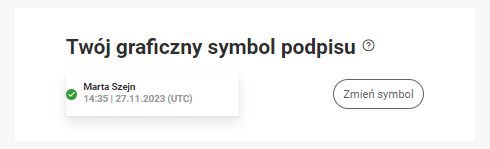 Twój graficzny symbol podpisu
Marta Szejn
14:35 | 27.11.2023 (UTC)
Zmień symbol